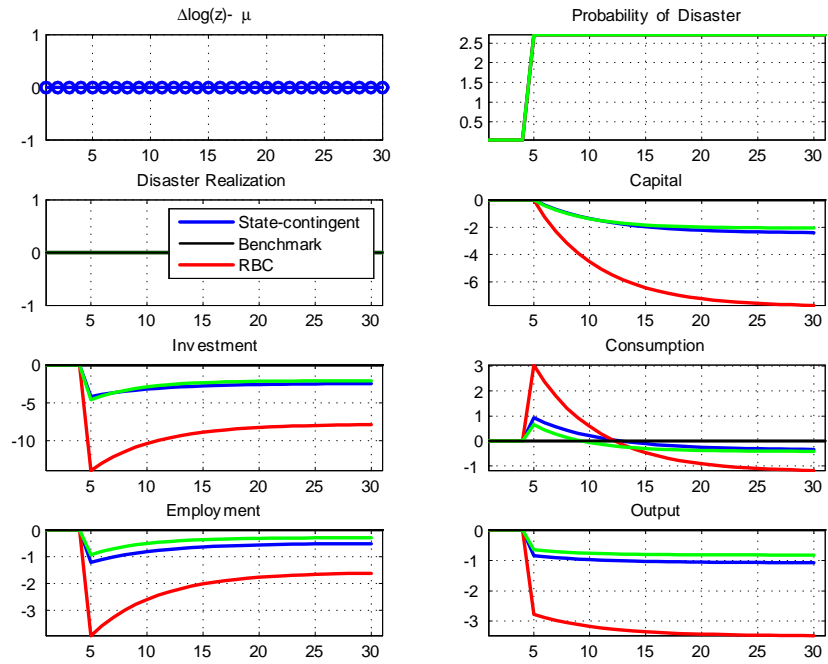 Δlog(z)- μ
1
0
-1
5 10 15 20 25 30
Probability of Disaster
2.5
2
1.5
1
0.5
5 10 15 20 25 30
Disaster Realization
1
0
-1
State-contingent
Benchmark
RBC
5 10 15 20 25 30
Capital
0
-2
-4
-6
5 10 15 20 25 30
Investment
0
-5
-10
5 10 15 20 25 30
Consumption
3
2
1
0
-1
5 10 15 20 25 30
Employment
0
-1
-2
-3
5 10 15 20 25 30
Output
0
-1
-2
-3
5 10 15 20 25 30